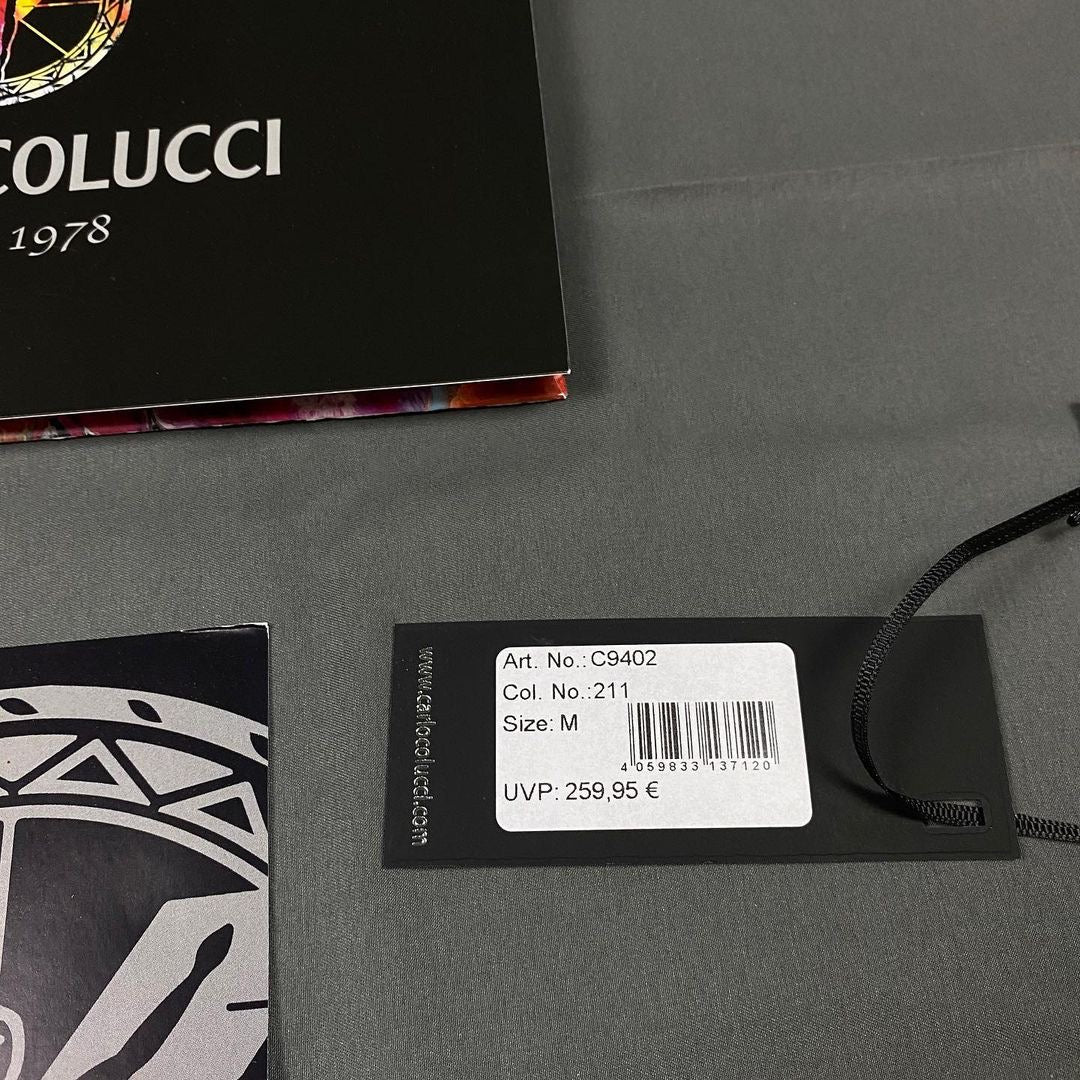 COLUCCI
1978
www.carlocolucci.com
Art. No.: C9402
Col. No.:211
Size: M
4 059833 137120
UVP: 259,95 €